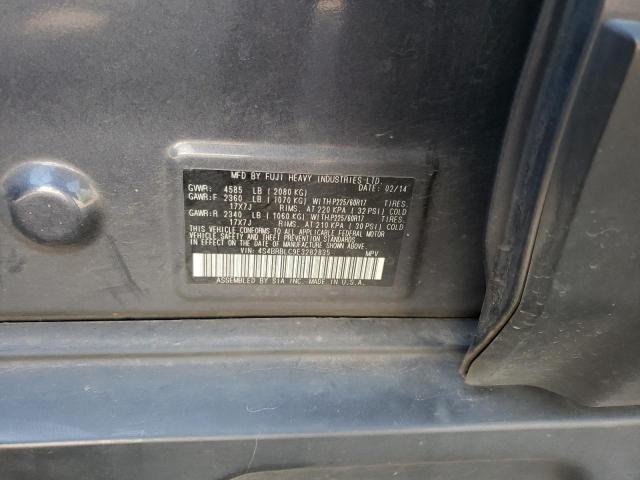 MFD BY FUJI HEAVY INDUSTRIES LTD.
GVWR: 4585 LB (2080 KG) DATE: 02/14
GAWR:F 2360 LB (1070 KG) WITH P225/60R17 TIRES.
17X7J RIMS. AT 220 KPA (32 PSI) COLD
GAWR:R 2340 LB (1060 KG) WITH P225/60R17 TIRES.
17X7J RIMS. AT 210 KPA (30 PSI) COLD
THIS VEHICLE CONFORMS TO ALL APPLICABLE FEDERAL MOTOR
VEHICLE SAFETY AND THEFT PREVENTION STANDARDS
IN EFFECT ON THE DATE OF MANUFACTURE SHOWN ABOVE.
VIN: 4S4BRBLC9E3282835 MPV
ASSEMBLED BY SIA INC. MADE IN U.S.A.